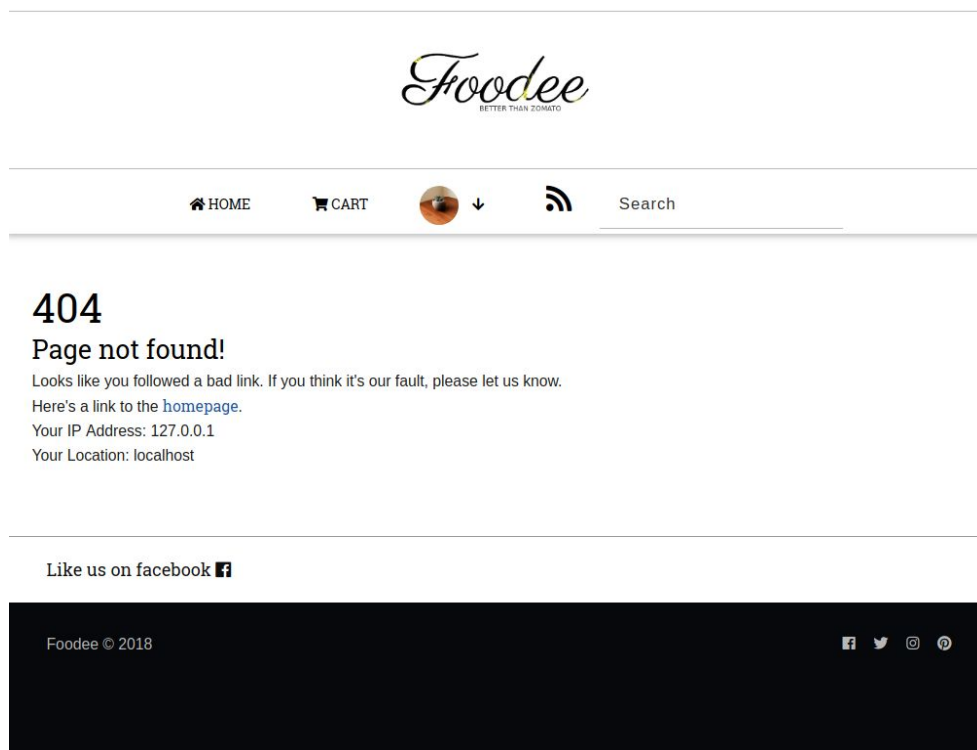 Foodee
BETTER THAN ZOMATO
HOME CART Search
404
Page not found!
Looks like you followed a bad link. If you think it's our fault, please let us know.
Here's a link to the homepage.
Your IP Address: 127.0.0.1
Your Location: localhost
Like us on facebook
Foodee © 2018